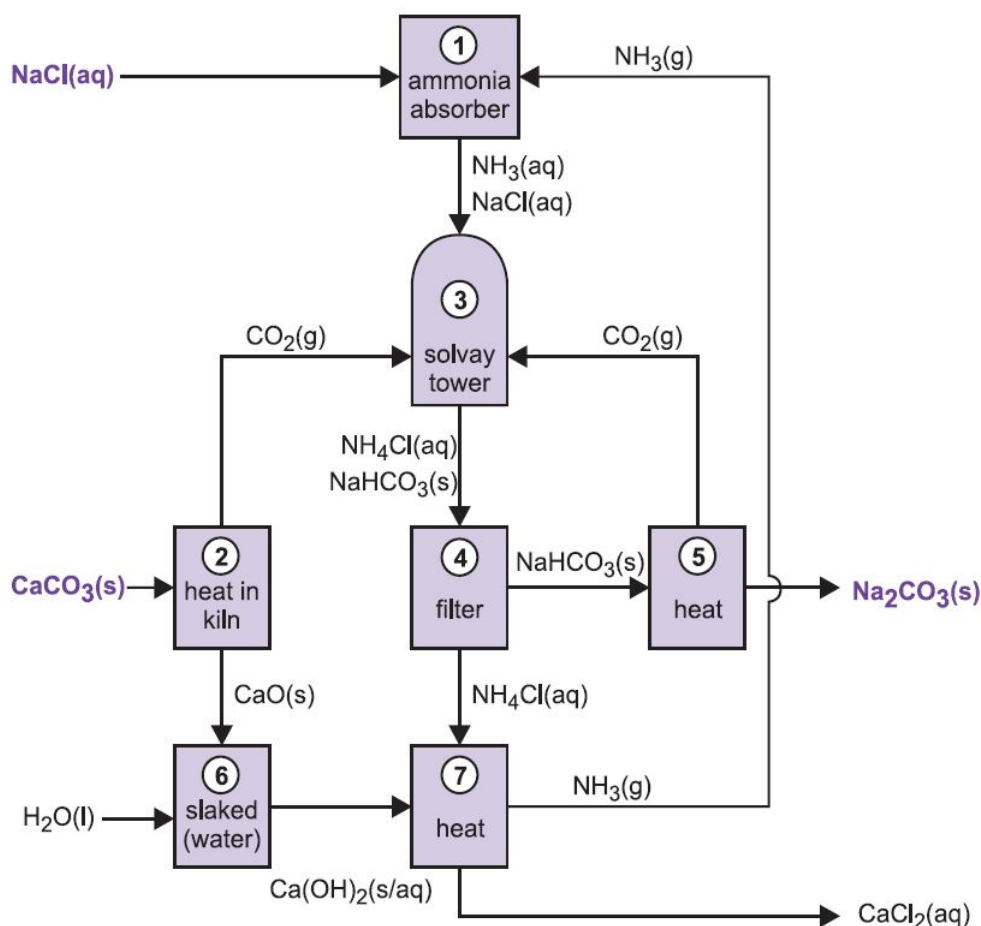 1
ammonia
absorber
NaCl(aq)
NH₃(g)
NH₃(aq)
NaCl(aq)
3
solvay
tower
CO₂(g)
CO₂(g)
NH₄Cl(aq)
NaHCO₃(s)
2
heat in
kiln
CaCO₃(s)
4
filter
NaHCO₃(s)
5
heat
Na₂CO₃(s)
CaO(s)
NH₄Cl(aq)
6
slaked
(water)
H₂O(l)
7
heat
NH₃(g)
Ca(OH)₂(s/aq)
CaCl₂(aq)